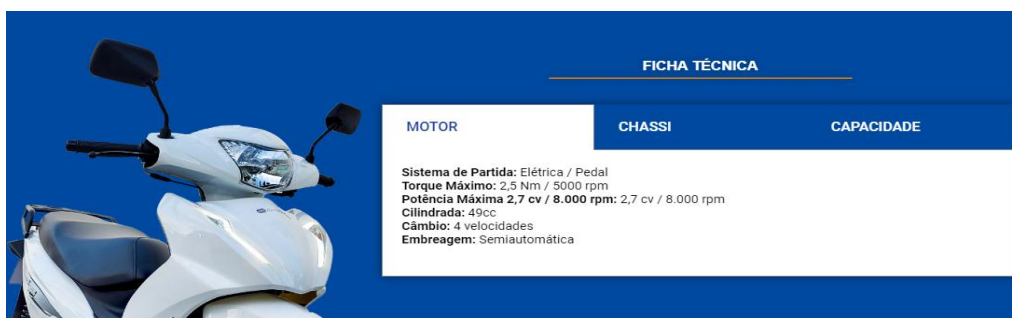 FICHA TÉCNICA
MOTOR
CHASSI
CAPACIDADE
Sistema de Partida: Elétrica / Pedal
Torque Máximo: 2,5 Nm / 5000 rpm
Potência Máxima 2,7 cv / 8.000 rpm: 2,7 cv / 8.000 rpm
Cilindrada: 49cc
Câmbio: 4 velocidades
Embreagem: Semiautomática